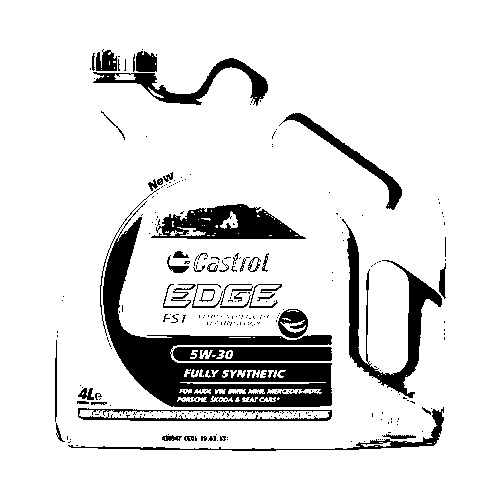 New
Castrol
EDGE
FST
5W-30
FULLY SYNTHETIC
FOR AUDI, VW, BMW, MINI, MERCEDES-BENZ,
PORSCHE, ŠKODA & SEAT CARS*
4Le